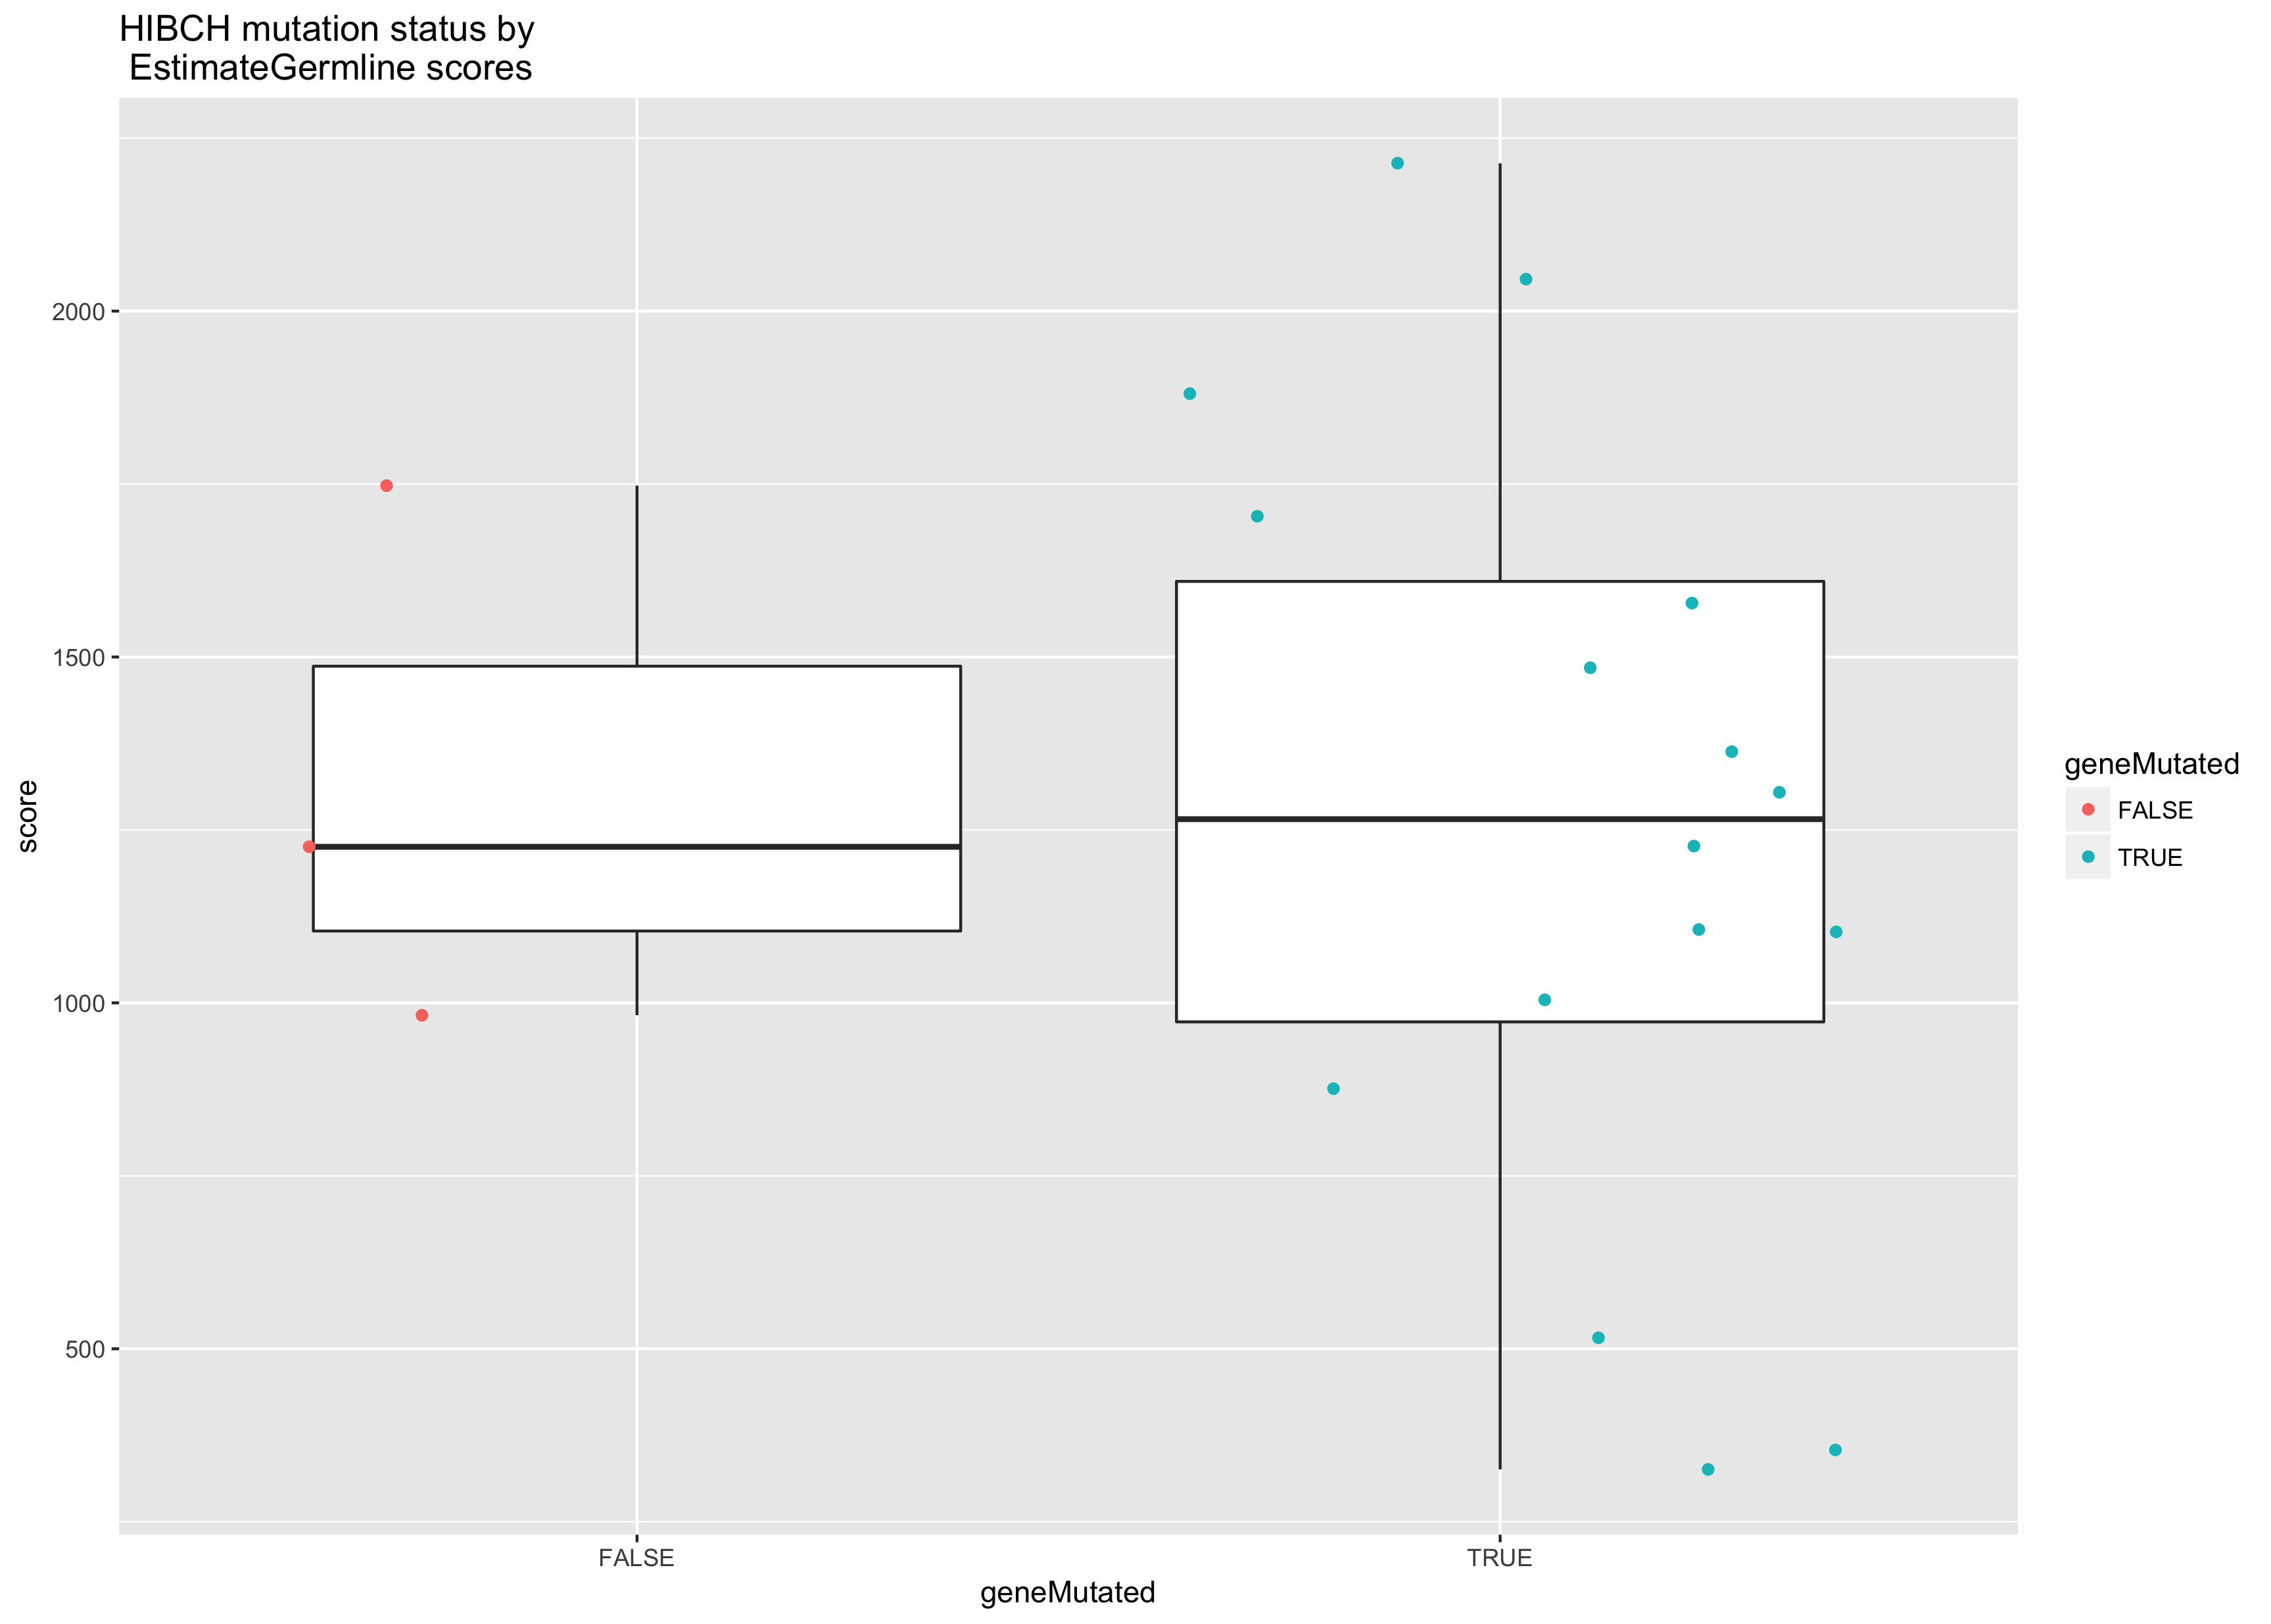 HIBCH mutation status by
EstimateGermline scores
score
2000
1500
1000
500
FALSE
TRUE
geneMutated
geneMutated
FALSE
TRUE